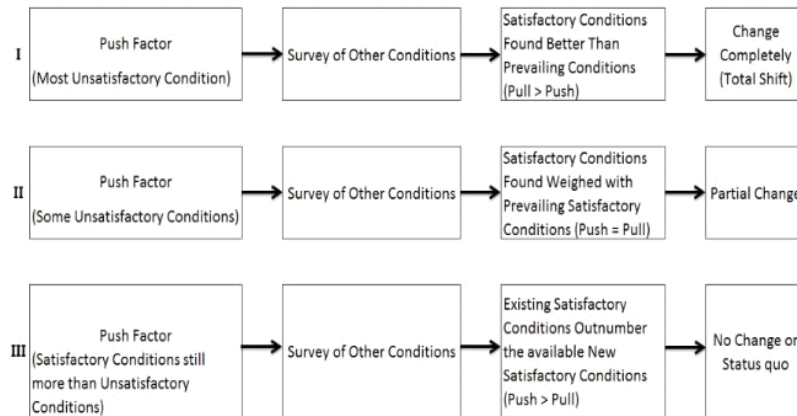 I
Push Factor
(Most Unsatisfactory Condition)
Survey of Other Conditions
Satisfactory Conditions
Found Better Than
Prevailing Conditions
(Pull > Push)
Change
Completely
(Total Shift)
II
Push Factor
(Some Unsatisfactory Conditions)
Survey of Other Conditions
Satisfactory Conditions
Found Weighed with
Prevailing Satisfactory
Conditions (Push = Pull)
Partial Change
III
Push Factor
(Satisfactory Conditions still
more than Unsatisfactory
Conditions)
Survey of Other Conditions
Existing Satisfactory
Conditions Outnumber
the available New
Satisfactory Conditions
(Push > Pull)
No Change or
Status quo